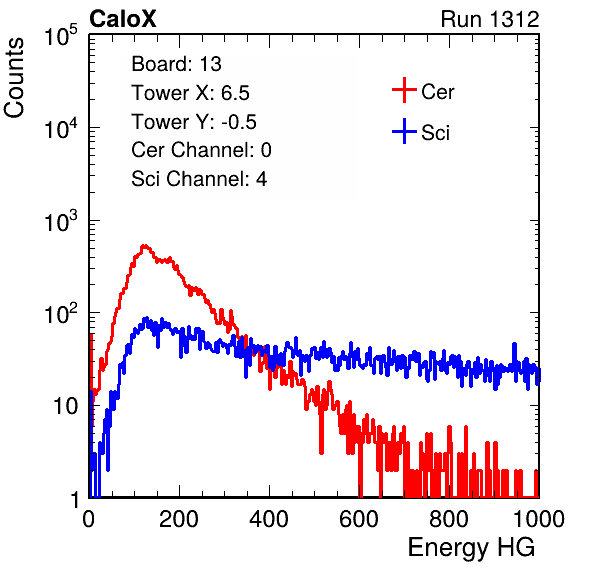 CaloX Run 1312
Counts
Board: 13
Tower X: 6.5
Tower Y: -0.5
Cer Channel: 0
Sci Channel: 4
Cer
Sci
10^5
10^4
10^3
10^2
10
1
0 200 400 600 800 1000
Energy HG